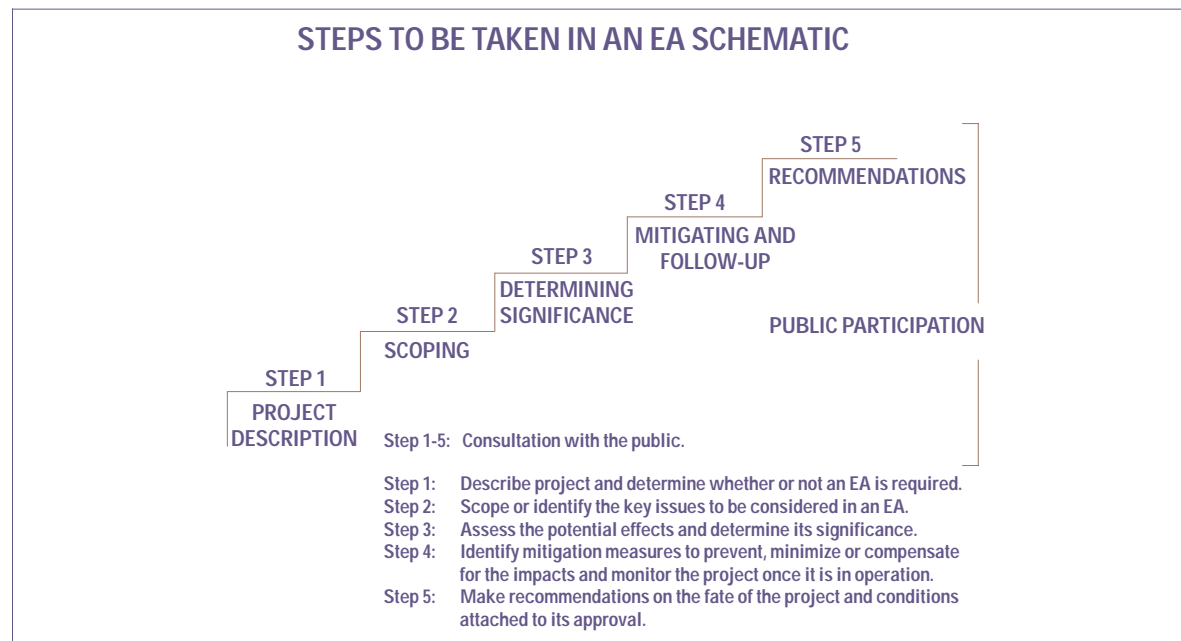 STEPS TO BE TAKEN IN AN EA SCHEMATIC
STEP 5
RECOMMENDATIONS
STEP 4
MITIGATING AND
FOLLOW-UP
STEP 3
DETERMINING
SIGNIFICANCE
PUBLIC PARTICIPATION
STEP 2
SCOPING
STEP 1
PROJECT
DESCRIPTION
Step 1-5: Consultation with the public.
Step 1: Describe project and determine whether or not an EA is required.
Step 2: Scope or identify the key issues to be considered in an EA.
Step 3: Assess the potential effects and determine its significance.
Step 4: Identify mitigation measures to prevent, minimize or compensate
for the impacts and monitor the project once it is in operation.
Step 5: Make recommendations on the fate of the project and conditions
attached to its approval.